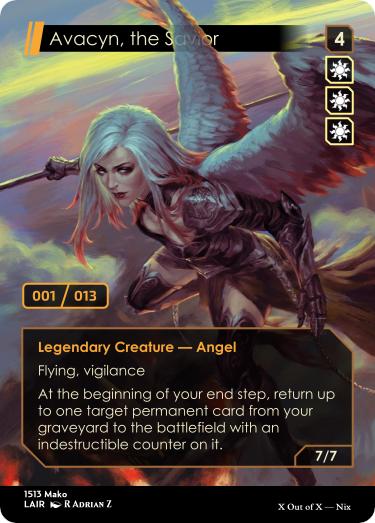 Avacyn, the Savior
4
001 / 013
Legendary Creature — Angel
Flying, vigilance
At the beginning of your end step, return up
to one target permanent card from your
graveyard to the battlefield with an
indestructible counter on it.
7/7
1513 Mako
LAIR R Adrian Z
X Out of X — Nix